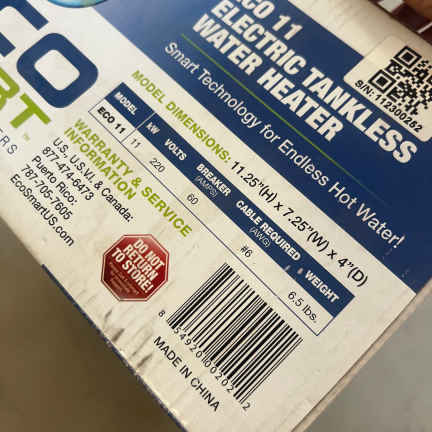 ECO
ECO 11
ELECTRIC TANKLESS
WATER HEATER
Smart Technology for Endless Hot Water!
S/N: 112300262
MODEL DIMENSIONS: 11.25"(H) x 7.25"(W) x 4"(D)
MODEL kW VOLTS BREAKER (AMPS) CABLE REQUIRED (AWG) WEIGHT
ECO 11 11 220 60 #6 6.5 lbs.
WARRANTY & SERVICE
INFORMATION
U.S., U.S.V.I. & Canada:
877-474-6473
Puerto Rico:
787-705-7605
EcoSmartUS.com
DO NOT
RETURN
TO STORE!
MADE IN CHINA